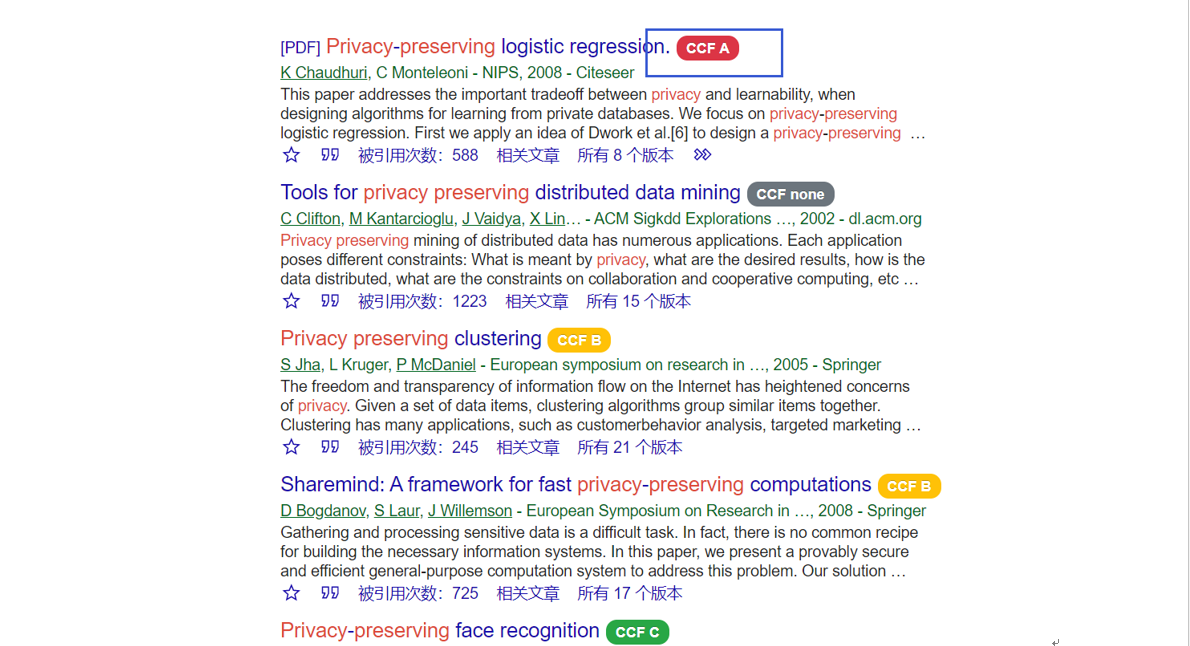 [PDF] Privacy-preserving logistic regression. CCF A
K Chaudhuri, C Monteleoni - NIPS, 2008 - Citeseer
This paper addresses the important tradeoff between privacy and learnability, when
designing algorithms for learning from private databases. We focus on privacy-preserving
logistic regression. First we apply an idea of Dwork et al.[6] to design a privacy-preserving …
被引用次数：588 相关文章 所有 8 个版本
Tools for privacy preserving distributed data mining CCF none
C Clifton, M Kantarcioglu, J Vaidya, X Lin… - ACM Sigkdd Explorations …, 2002 - dl.acm.org
Privacy preserving mining of distributed data has numerous applications. Each application
poses different constraints: What is meant by privacy, what are the desired results, how is the
data distributed, what are the constraints on collaboration and cooperative computing, etc …
被引用次数：1223 相关文章 所有 15 个版本
Privacy preserving clustering CCF B
S Jha, L Kruger, P McDaniel - European symposium on research in …, 2005 - Springer
The freedom and transparency of information flow on the Internet has heightened concerns
of privacy. Given a set of data items, clustering algorithms group similar items together.
Clustering has many applications, such as customerbehavior analysis, targeted marketing …
被引用次数：245 相关文章 所有 21 个版本
Sharemind: A framework for fast privacy-preserving computations CCF B
D Bogdanov, S Laur, J Willemson - European Symposium on Research in …, 2008 - Springer
Gathering and processing sensitive data is a difficult task. In fact, there is no common recipe
for building the necessary information systems. In this paper, we present a provably secure
and efficient general-purpose computation system to address this problem. Our solution …
被引用次数：725 相关文章 所有 17 个版本
Privacy-preserving face recognition CCF C